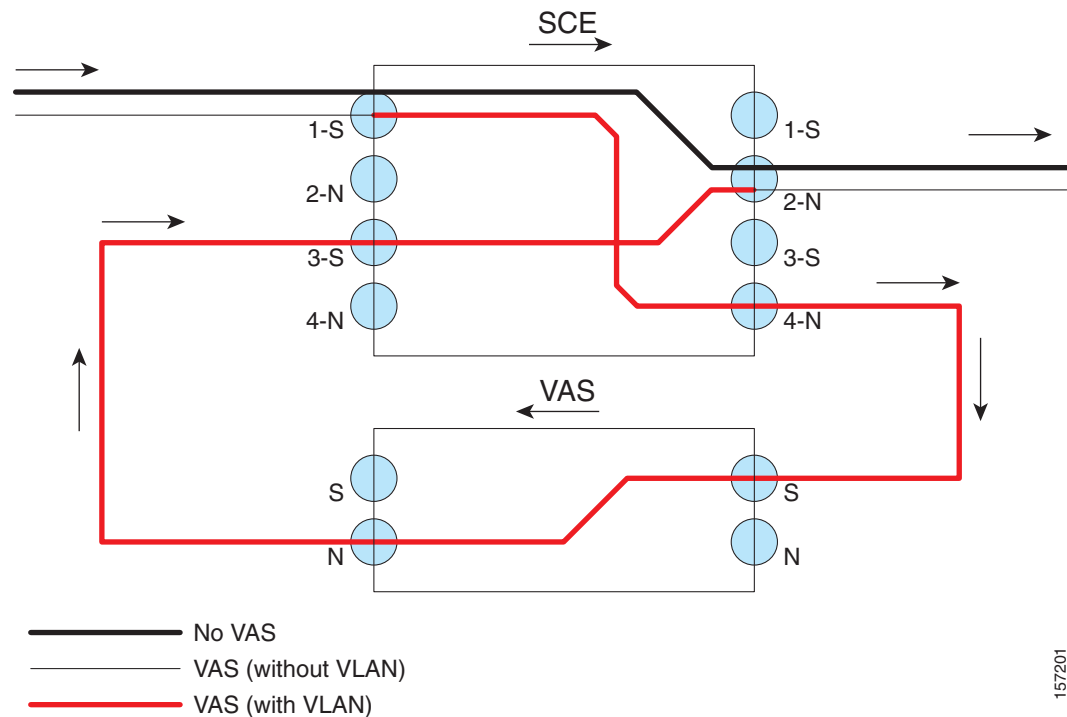 SCE
1-S
1-S
2-N
2-N
3-S
3-S
4-N
4-N
VAS
S
S
N
N
No VAS
VAS (without VLAN)
VAS (with VLAN)
157201